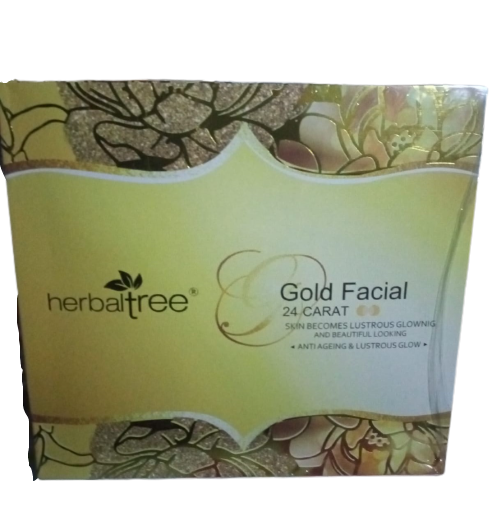 herbaltree®
Gold Facial
24 CARAT
SKIN BECOMES LUSTROUS GLOWNIG
AND BEAUTIFUL LOOKING
ANTI AGEING & LUSTROUS GLOW